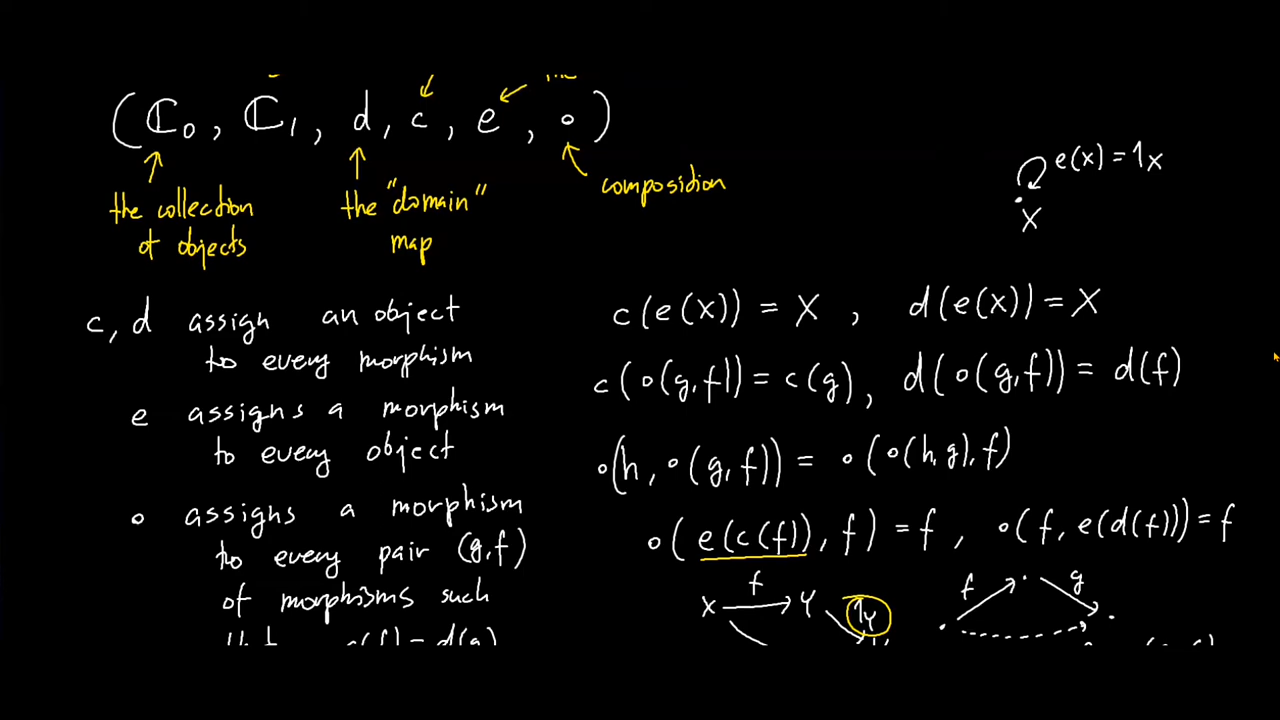 (ℂ₀, ℂ₁, d, c, e, ∘)
the collection
of objects
the "domain"
map
composition
e(x) = 1x
X
c, d assign an object
to every morphism
e assigns a morphism
to every object
∘ assigns a morphism
to every pair (g,f)
of morphisms such
c(e(x)) = X , d(e(x)) = X
c(∘(g,f)) = c(g), d(∘(g,f)) = d(f)
∘(h, ∘(g,f)) = ∘(∘(h,g),f)
∘(e(c(f)), f) = f , ∘(f, e(d(f))) = f
f
X Y 1Y
f g